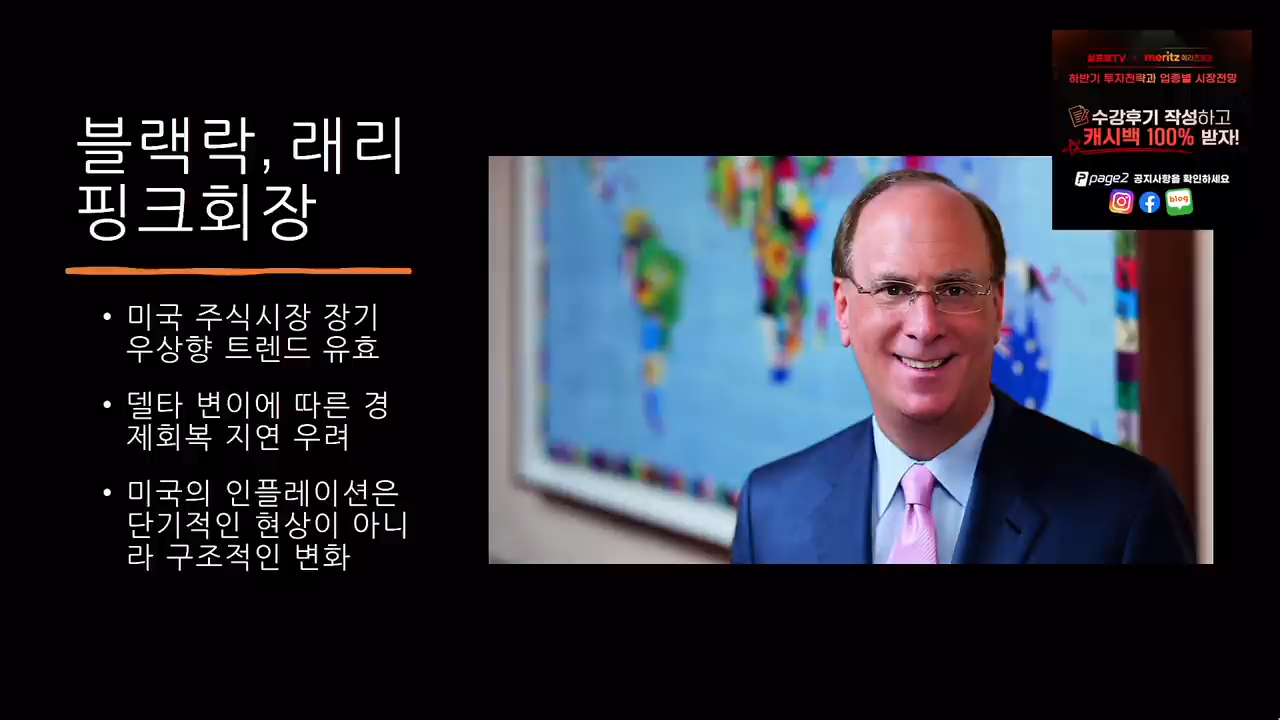 블랙락, 래리
핑크회장
• 미국 주식시장 장기
우상향 트렌드 유효
• 델타 변이에 따른 경
제회복 지연 우려
• 미국의 인플레이션은
단기적인 현상이 아니
라 구조적인 변화
meritz
하반기 투자전략과 업종별 시장전망
수강후기 작성하고
캐시백 100% 받자!
page2 공지사항을 확인하세요
blog